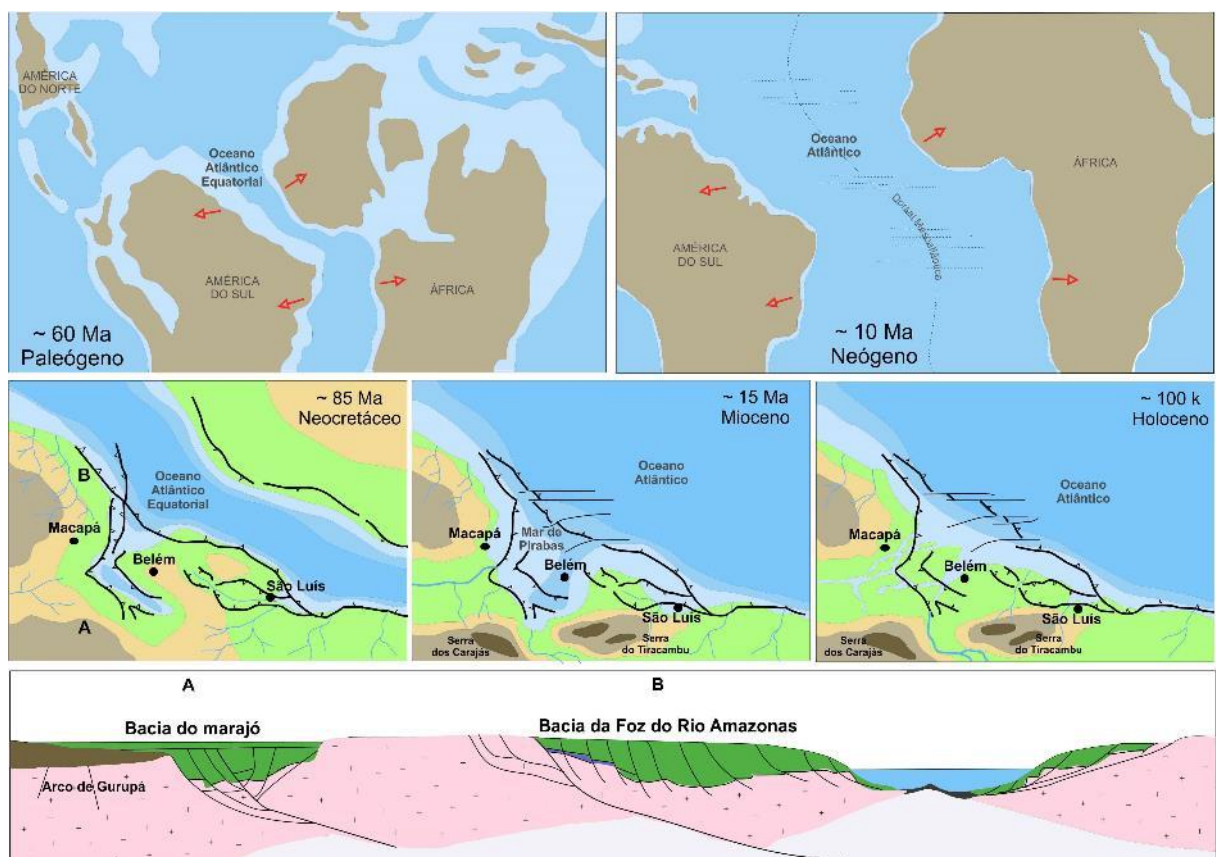 AMÉRICA
DO NORTE
Oceano
Atlântico
Equatorial
AMÉRICA
DO SUL
ÁFRICA
~ 60 Ma
Paleógeno
Oceano
Atlântico
ÁFRICA
Dorsal Mesoatlântica
AMÉRICA
DO SUL
~ 10 Ma
Neógeno
~ 85 Ma
Neocretáceo
B
Oceano
Atlântico
Equatorial
Macapá
Belém
São Luís
A
~ 15 Ma
Mioceno
Oceano
Atlântico
Macapá
Mar de
Pirabas
Belém
São Luís
Serra
dos Carajás
Serra
do Tiracambu
~ 100 k
Holoceno
Oceano
Atlântico
Macapá
Belém
São Luís
Serra
dos Carajás
Serra
do Tiracambu
A
B
Bacia do marajó
Bacia da Foz do Rio Amazonas
Arco de Gurupá